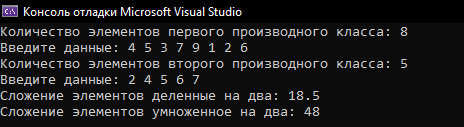 Консоль отладки Microsoft Visual Studio
Количество элементов первого производного класса: 8
Введите данные: 4 5 3 7 9 1 2 6
Количество элементов второго производного класса: 5
Введите данные: 2 4 5 6 7
Сложение элементов деленные на два: 18.5
Сложение элементов умноженное на два: 48